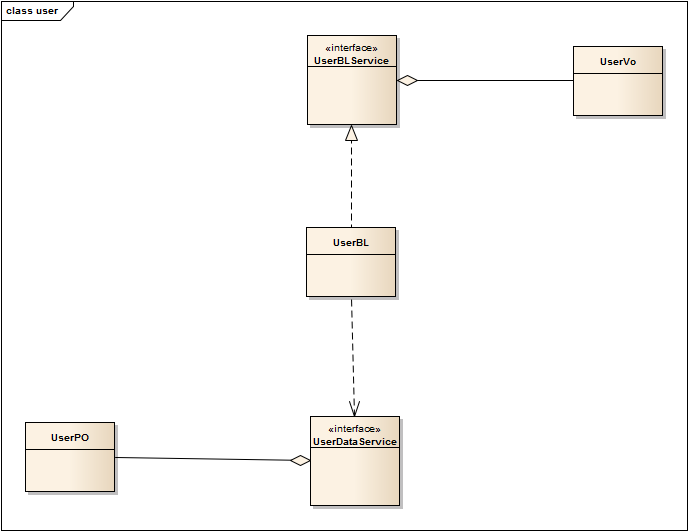 class user
«interface»
UserBLService
UserVo
UserBL
«interface»
UserDataService
UserPO